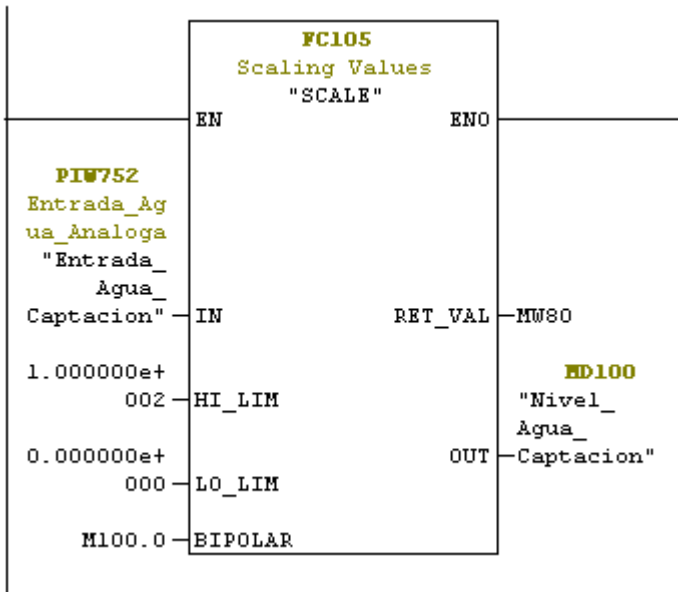 FC105
Scaling Values
"SCALE"
EN ENO
PIW752
Entrada_Ag
ua_Analoga
"Entrada_
Agua_
Captacion" IN RET_VAL MW80
1.000000e+
002 HI_LIM
MD100
"Nivel_
Agua_
OUT Captacion"
0.000000e+
000 LO_LIM
M100.0 BIPOLAR